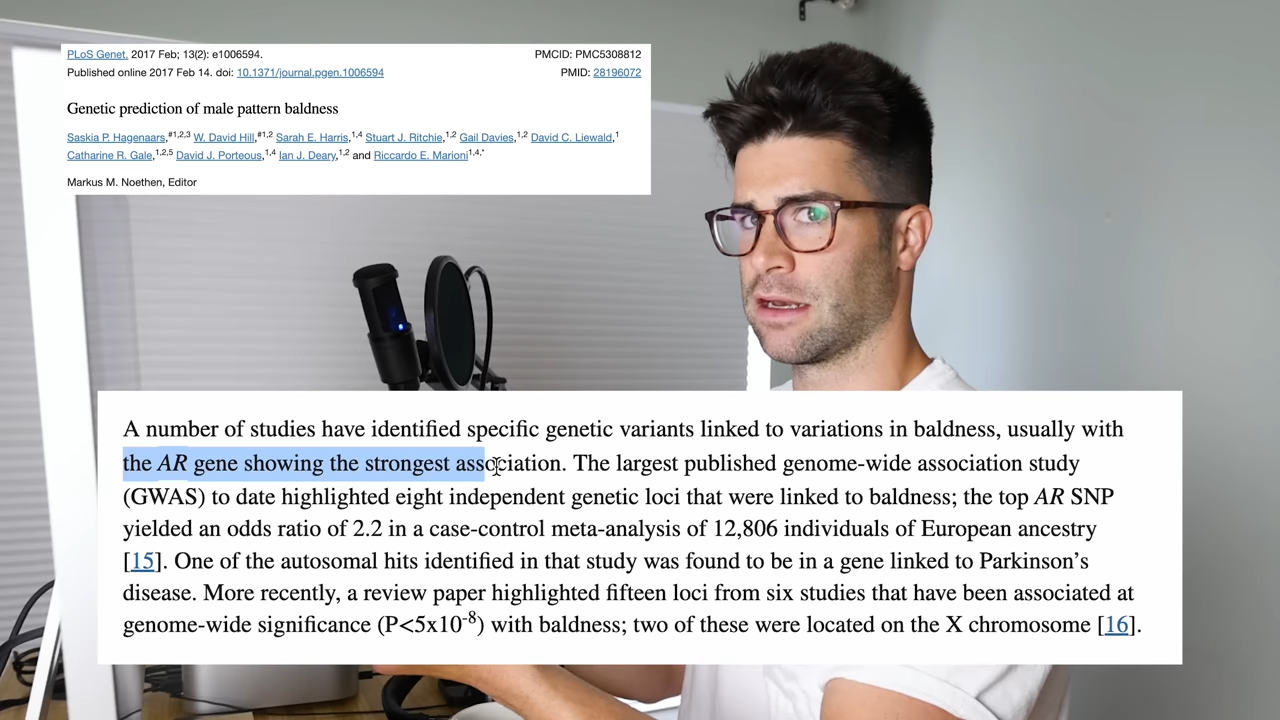 PLoS Genet. 2017 Feb; 13(2): e1006594.
PMCID: PMC5308812
Published online 2017 Feb 14. doi: 10.1371/journal.pgen.1006594
PMID: 28196072
Genetic prediction of male pattern baldness
Saskia P. Hagenaars,#1,2,3 W. David Hill,#1,2 Sarah E. Harris,1,4 Stuart J. Ritchie,1,2 Gail Davies,1,2 David C. Liewald,1
Catharine R. Gale,1,2,5 David J. Porteous,1,4 Ian J. Deary,1,2 and Riccardo E. Marioni1,4,*
Markus M. Noethen, Editor
A number of studies have identified specific genetic variants linked to variations in baldness, usually with
the AR gene showing the strongest association. The largest published genome-wide association study
(GWAS) to date highlighted eight independent genetic loci that were linked to baldness; the top AR SNP
yielded an odds ratio of 2.2 in a case-control meta-analysis of 12,806 individuals of European ancestry
[15]. One of the autosomal hits identified in that study was found to be in a gene linked to Parkinson’s
disease. More recently, a review paper highlighted fifteen loci from six studies that have been associated at
genome-wide significance (P<5x10-8) with baldness; two of these were located on the X chromosome [16].